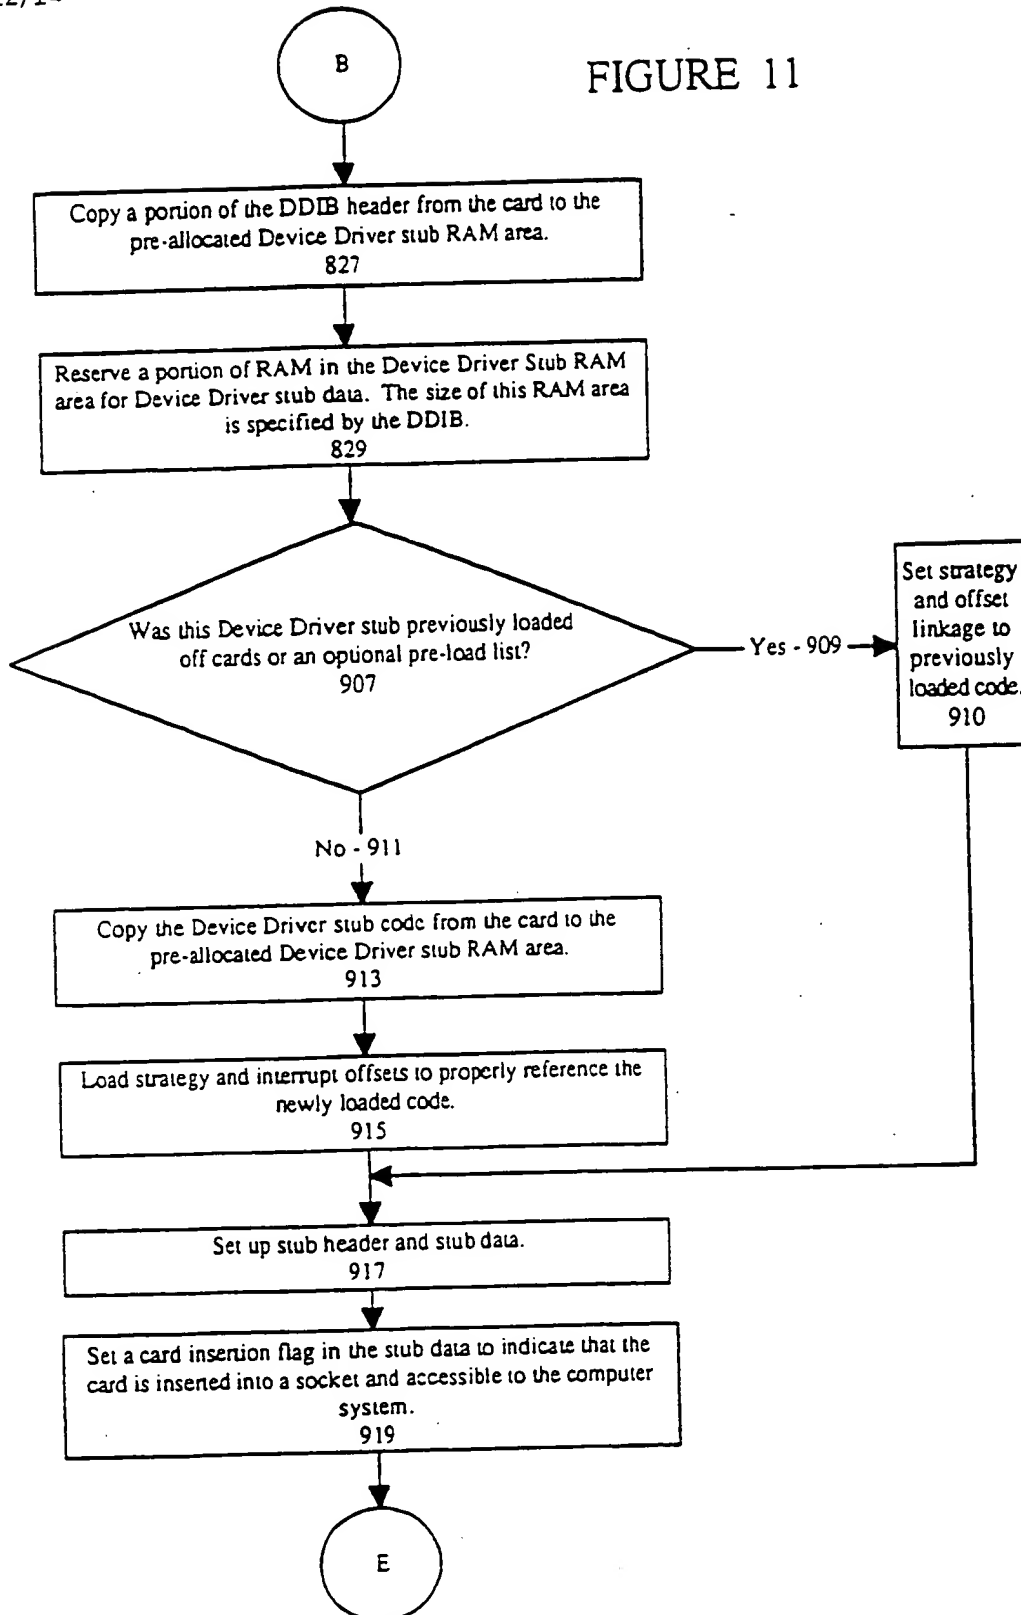 B
FIGURE 11
Copy a portion of the DDIB header from the card to the
pre-allocated Device Driver stub RAM area.
827
Reserve a portion of RAM in the Device Driver Stub RAM
area for Device Driver stub data. The size of this RAM area
is specified by the DDIB.
829
Was this Device Driver stub previously loaded
off cards or an optional pre-load list?
907
Yes - 909
Set strategy
and offset
linkage to
previously
loaded code.
910
No - 911
Copy the Device Driver stub code from the card to the
pre-allocated Device Driver stub RAM area.
913
Load strategy and interrupt offsets to properly reference the
newly loaded code.
915
Set up stub header and stub data.
917
Set a card insertion flag in the stub data to indicate that the
card is inserted into a socket and accessible to the computer
system.
919
E